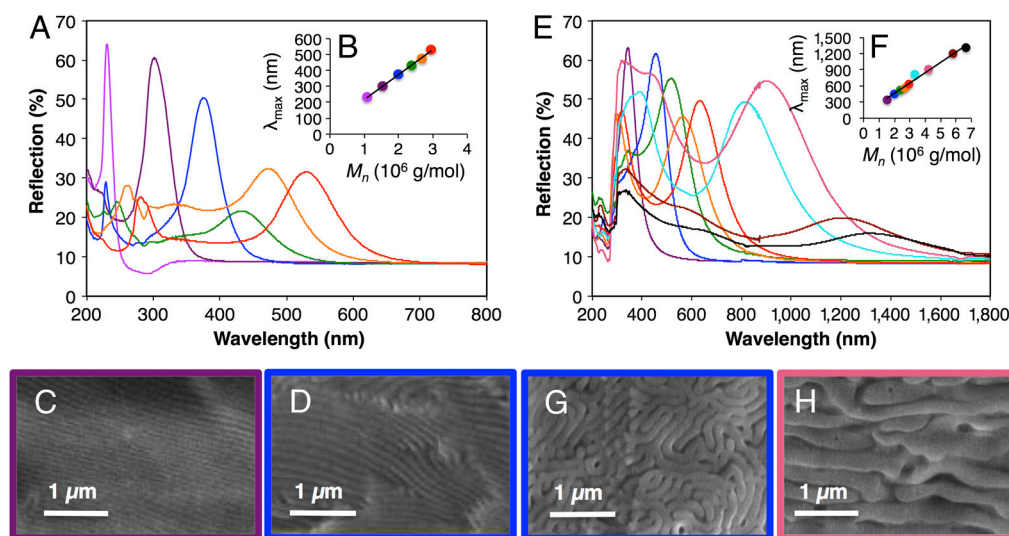 A
Reflection (%)
70
60
50
40
30
20
10
0
200 300 400 500 600 700 800
Wavelength (nm)
B
λmax (nm)
600
500
400
300
200
100
0
0 1 2 3 4
Mn (10⁶ g/mol)
E
Reflection (%)
70
60
50
40
30
20
10
0
200 400 600 800 1,000 1,200 1,400 1,600 1,800
Wavelength (nm)
F
λmax (nm)
1,500
1,200
900
600
300
0
0 1 2 3 4 5 6 7
Mn (10⁶ g/mol)
C
1 µm
D
1 µm
G
1 µm
H
1 µm